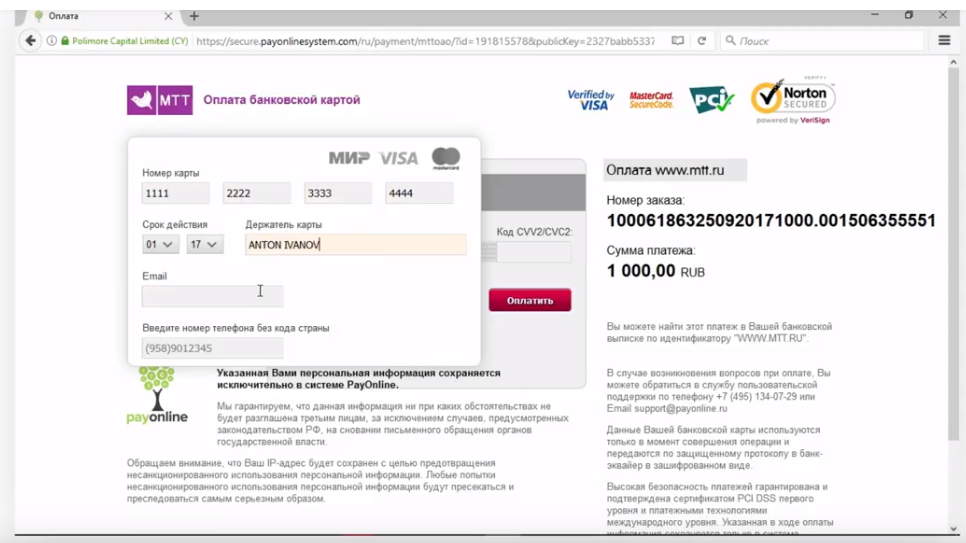 Оплата
Polimore Capital Limited (CY)
https://secure.payonlinesystem.com/ru/payment/mttoao/?id=191815578&publicKey=2327babb5337
Поиск
МТТ
Оплата банковской картой
Verified by
VISA
MasterCard.
SecureCode.
PCI
VERIFY
Norton
SECURED
powered by VeriSign
МИР VISA mastercard
Номер карты
1111 2222 3333 4444
Срок действия Держатель карты
01 17 ANTON IVANOV
Email
Введите номер телефона без кода страны
(958)9012345
Код CVV2/CVC2:
Оплатить
Оплата www.mtt.ru
Номер заказа:
100061863250920171000.001506355551
Сумма платежа:
1 000,00 RUB
Вы можете найти этот платеж в Вашей банковской
выписке по идентификатору "WWW.MTT.RU".
В случае возникновения вопросов при оплате, Вы
можете обратиться в службу пользовательской
поддержки по телефону +7 (495) 134-07-29 или
Email support@payonline.ru
Данные Вашей банковской карты используются
только в момент совершения операции и
передаются по защищенному протоколу в банк-
эквайер в зашифрованном виде.
Высокая безопасность платежей гарантирована и
подтверждена сертификатом PCI DSS первого
уровня и платежными технологиями
международного уровня. Указанная в ходе оплаты
информация сохраняется только в системе
payonline
Указанная Вами персональная информация сохраняется
исключительно в системе PayOnline.
Мы гарантируем, что данная информация ни при каких обстоятельствах не
будет разглашена третьим лицам, за исключением случаев, предусмотренных
законодательством РФ, на сновании письменного обращения органов
государственной власти.
Обращаем внимание, что Ваш IP-адрес будет сохранен с целью предотвращения
несанкционированного использования персональной информации. Любые попытки
несанкционированного использования персональной информации будут пресекаться и
преследоваться самым серьезным образом.